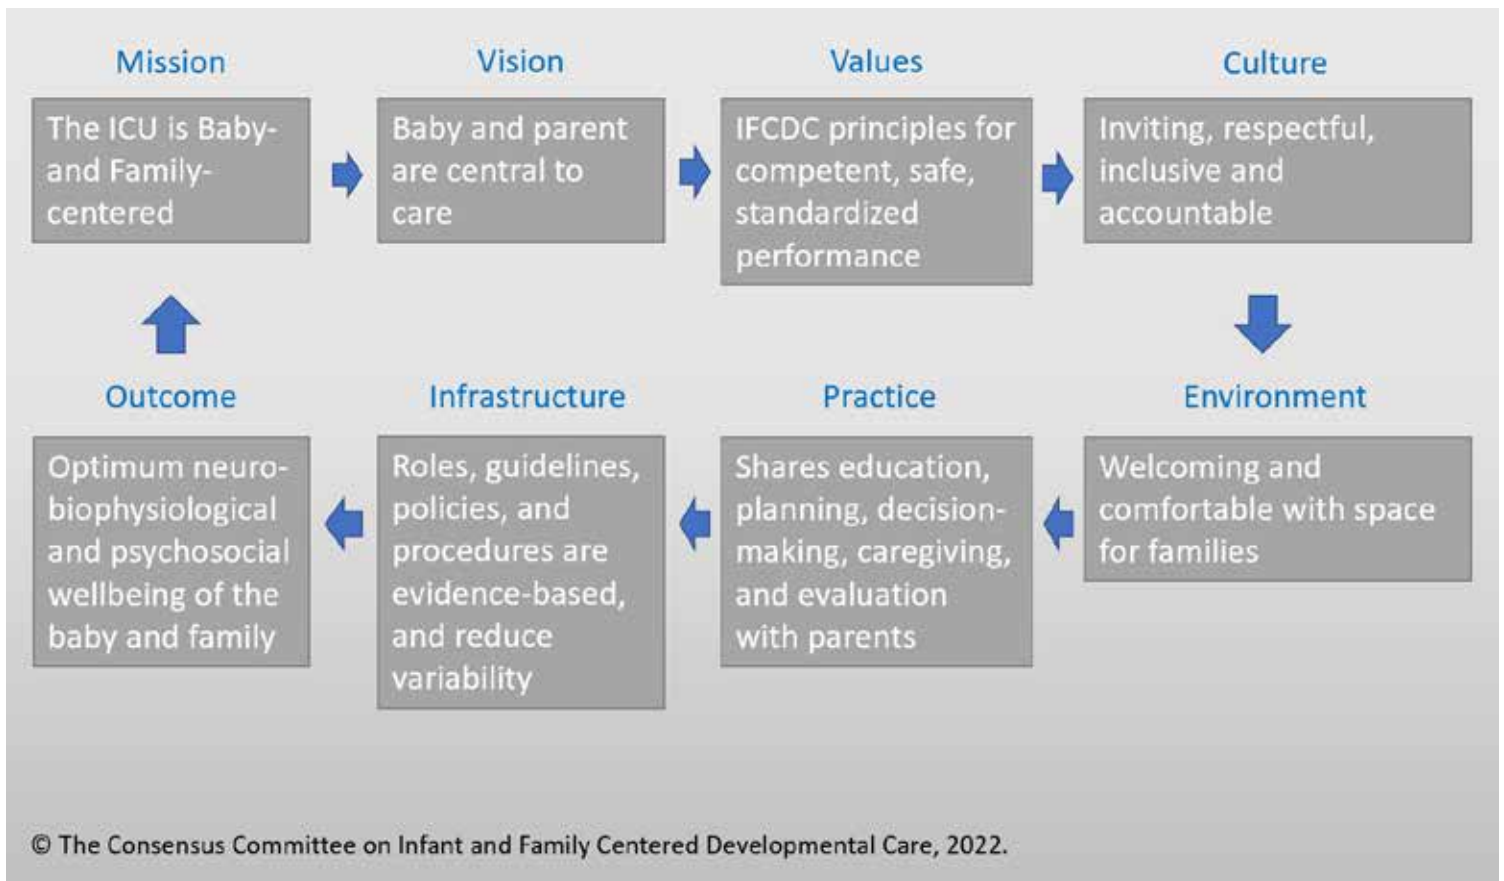 Mission
The ICU is Baby-
and Family-
centered
Vision
Baby and parent
are central to
care
Values
IFCDC principles for
competent, safe,
standardized
performance
Culture
Inviting, respectful,
inclusive and
accountable
Environment
Welcoming and
comfortable with space
for families
Practice
Shares education,
planning, decision-
making, caregiving,
and evaluation
with parents
Infrastructure
Roles, guidelines,
policies, and
procedures are
evidence-based,
and reduce
variability
Outcome
Optimum neuro-
biophysiological
and psychosocial
wellbeing of the
baby and family
© The Consensus Committee on Infant and Family Centered Developmental Care, 2022.